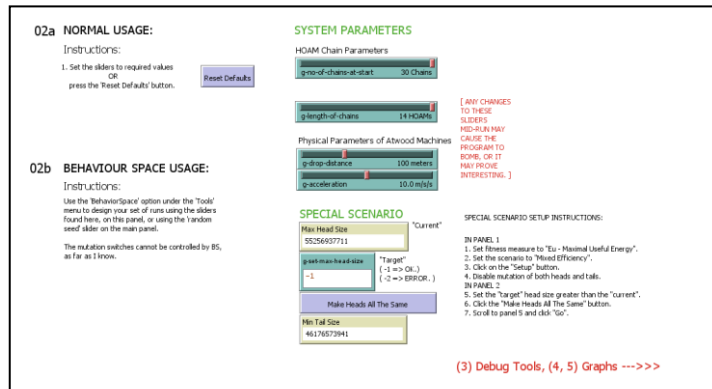 02a NORMAL USAGE:
Instructions:
1. Set the sliders to required values
OR
press the 'Reset Defaults' button.
Reset Defaults
02b BEHAVIOUR SPACE USAGE:
Instructions:
Use the 'BehaviorSpace' option under the 'Tools'
menu to design your set of runs using the sliders
found here, on this panel, or using the 'random
seed' slider on the main panel.
The mutation switches cannot be controlled by BS,
as far as I know.
SYSTEM PARAMETERS
HOAM Chain Parameters
g-no-of-chains-at-start 30 Chains
g-length-of-chains 14 HOAMs
Physical Parameters of Atwood Machines
g-drop-distance 100 meters
g-acceleration 10.0 m/s/s
[ ANY CHANGES
TO THESE
SLIDERS
MID-RUN MAY
CAUSE THE
PROGRAM TO
BOMB, OR IT
MAY PROVE
INTERESTING. ]
SPECIAL SCENARIO
Max Head Size
55256937711
"Current"
g-set-max-head-size
-1
"Target"
( -1 => OK. )
( -2 => ERROR. )
Make Heads All The Same
Min Tail Size
46176573941
SPECIAL SCENARIO SETUP INSTRUCTIONS:
IN PANEL 1
1. Set fitness measure to "Eu - Maximal Useful Energy".
2. Set the scenario to "Mixed Efficiency".
3. Click on the "Setup" button.
4. Disable mutation of both heads and tails.
IN PANEL 2
5. Set the "target" head size greater than the "current".
6. Click the "Make Heads All The Same" button.
7. Scroll to panel 5 and click "Go".
(3) Debug Tools, (4, 5) Graphs --->>>